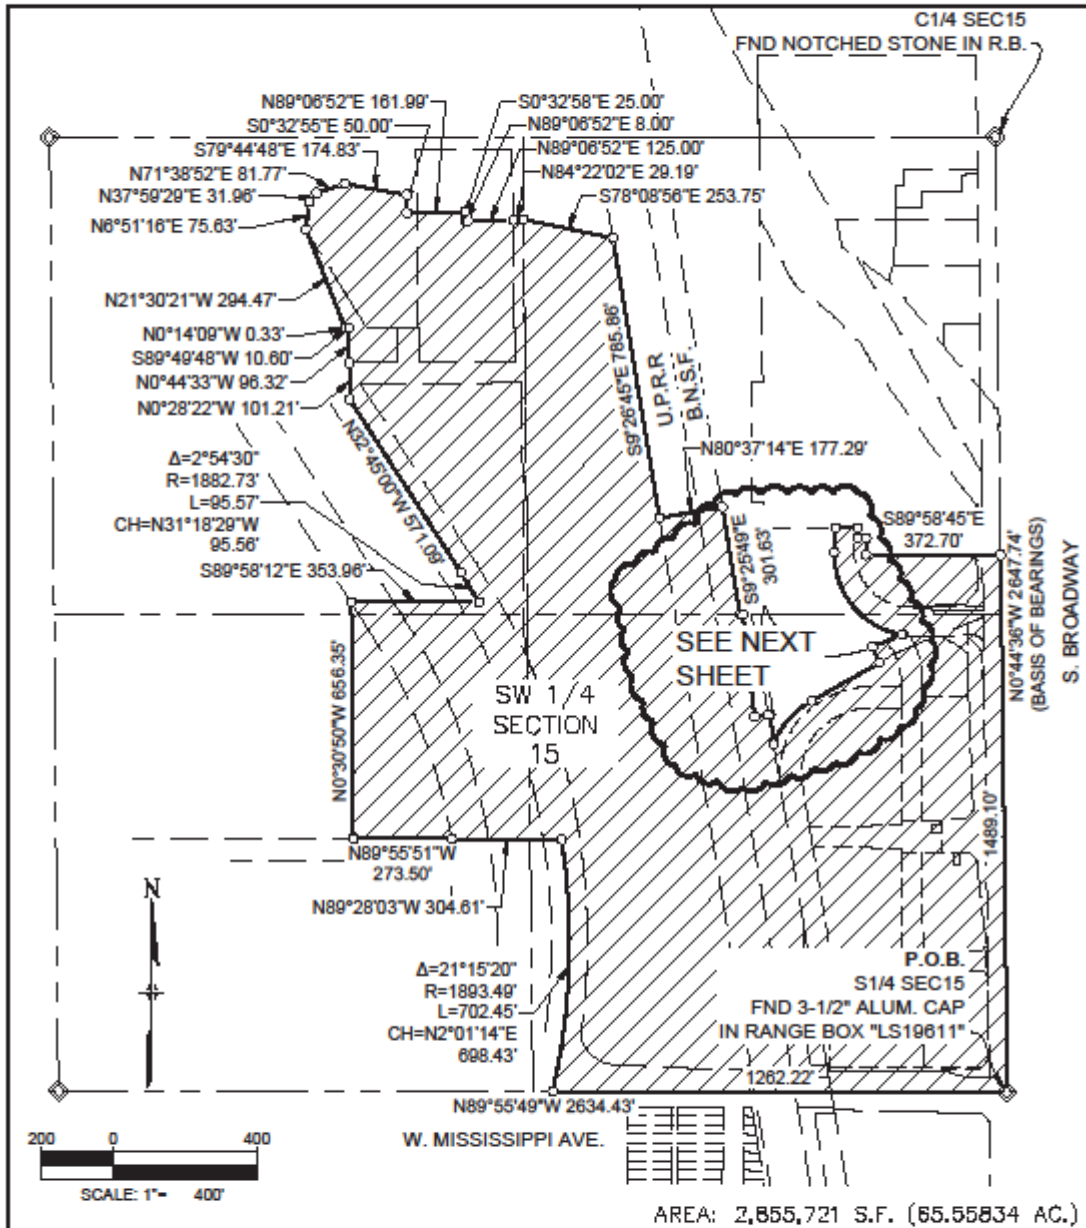 C1/4 SEC15
FND NOTCHED STONE IN R.B.
N89°06'52"E 161.99'
S0°32'55"E 50.00'
S79°44'48"E 174.83'
N71°38'52"E 81.77'
N37°59'29"E 31.96'
N6°51'16"E 75.63'
S0°32'58"E 25.00'
N89°06'52"E 8.00'
N89°06'52"E 125.00'
N84°22'02"E 29.19'
S78°08'56"E 253.75'
N21°30'21"W 294.47'
N0°14'09"W 0.33'
S89°49'48"W 10.60'
N0°44'33"W 96.32'
N0°28'22"W 101.21'
S9°26'45"E 785.86'
U.P.R.R
B.N.S.F.
N80°37'14"E 177.29'
N32°45'00"W 571.09'
Δ=2°54'30"
R=1882.73'
L=95.57'
CH=N31°18'29"W
95.56'
S89°58'12"E 353.96'
S9°25'49"E
301.63'
S89°58'45"E
372.70'
N0°44'36"W 2647.74'
(BASIS OF BEARINGS)
S. BROADWAY
SEE NEXT
SHEET
N0°30'50"W 656.35'
SW 1/4
SECTION
15
1489.10'
N89°55'51"W
273.50'
N89°28'03"W 304.61'
N
Δ=21°15'20"
R=1893.49'
L=702.45'
CH=N2°01'14"E
698.43'
P.O.B.
S1/4 SEC15
FND 3-1/2" ALUM. CAP
IN RANGE BOX "LS19611"
1262.22'
N89°55'49"W 2634.43'
W. MISSISSIPPI AVE.
200 0 400
SCALE: 1"= 400'
AREA: 2,855,721 S.F. (65.55834 AC.)